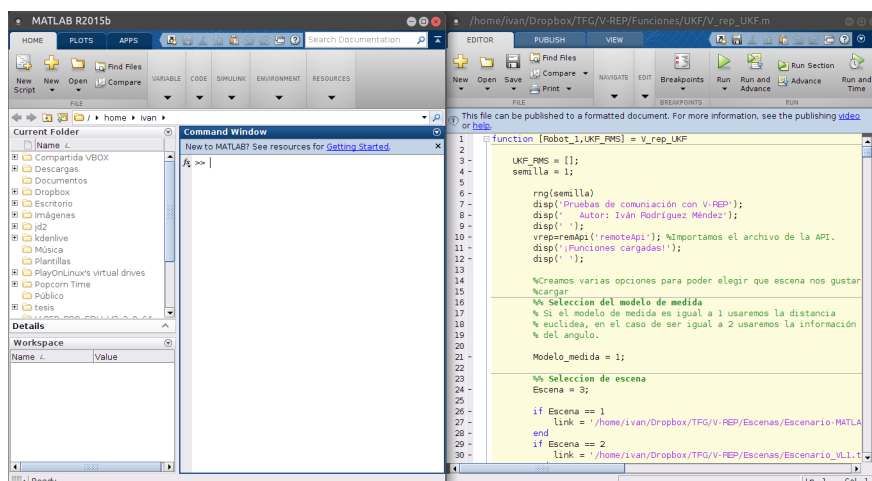 MATLAB R2015b
HOME PLOTS APPS Search Documentation
New Script
New
Open
Find Files
Compare
VARIABLE CODE SIMULINK ENVIRONMENT RESOURCES
FILE
/ home ivan
Current Folder
Name
Compartida VBOX
Descargas
Documentos
Dropbox
Escritorio
Imágenes
jd2
kdenlive
Música
Plantillas
PlayOnLinux's virtual drives
Popcorn Time
Público
tesis
Details
Workspace
Name Value
Command Window
New to MATLAB? See resources for Getting Started.
fx >>
Ready
/home/ivan/Dropbox/TFG/V-REP/Funciones/UKF/V_rep_UKF.m
EDITOR PUBLISH VIEW
New Open Save
Find Files
Compare
Print
NAVIGATE EDIT
Breakpoints
Run
Run and Advance
Run Section
Advance
Run and Time
FILE BREAKPOINTS RUN
This file can be published to a formatted document. For more information, see the publishing video or help.
1 function [Robot_1,UKF_RMS] = V_rep_UKF
2
3 - UKF_RMS = [];
4 - semilla = 1;
5
6 - rng(semilla)
7 - disp('Pruebas de comuniación con V-REP');
8 - disp('   Autor: Iván Rodríguez Méndez');
9 - disp(' ');
10 - vrep=remApi('remoteApi'); %Importamos el archivo de la API.
11 - disp('¡Funciones cargadas!');
12 - disp(' ');
13
14 %Creamos varias opciones para poder elegir que escena nos gustar
15 %cargar
16 %% Seleccion del modelo de medida
17 % Si el modelo de medida es igual a 1 usaremos la distancia
18 % euclidea, en el caso de ser igual a 2 usaremos la información
19 % del angulo.
20
21 - Modelo_medida = 1;
22
23 %% Seleccion de escena
24 - Escena = 3;
25
26 - if Escena == 1
27 - link = '/home/ivan/Dropbox/TFG/V-REP/Escenas/Escenario-MATLA
28 - end
29 - if Escena == 2
30 - link = '/home/ivan/Dropbox/TFG/V-REP/Escenas/Escenario_VL1.t
Ln 1 Col 1